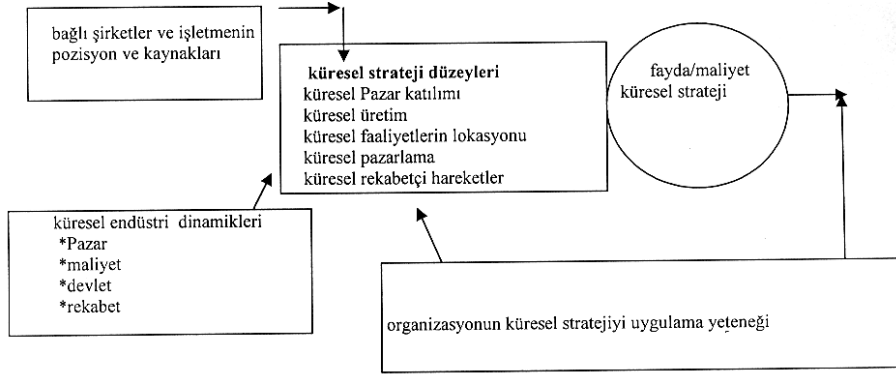 bağlı şirketler ve işletmenin
pozisyon ve kaynakları
küresel strateji düzeyleri
küresel Pazar katılımı
küresel üretim
küresel faaliyetlerin lokasyonu
küresel pazarlama
küresel rekabetçi hareketler
fayda/maliyet
küresel strateji
küresel endüstri dinamikleri
*Pazar
*maliyet
*devlet
*rekabet
organizasyonun küresel stratejiyi uygulama yeteneği